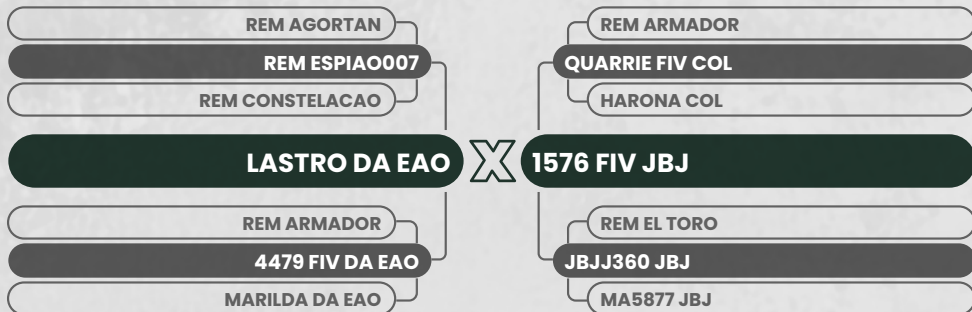 REM AGORTAN
REM ESPIAO007
REM CONSTELACAO
LASTRO DA EAO
REM ARMADOR
4479 FIV DA EAO
MARILDA DA EAO
X
REM ARMADOR
QUARRIE FIV COL
HARONA COL
1576 FIV JBJ
REM EL TORO
JBJJ360 JBJ
MA5877 JBJ